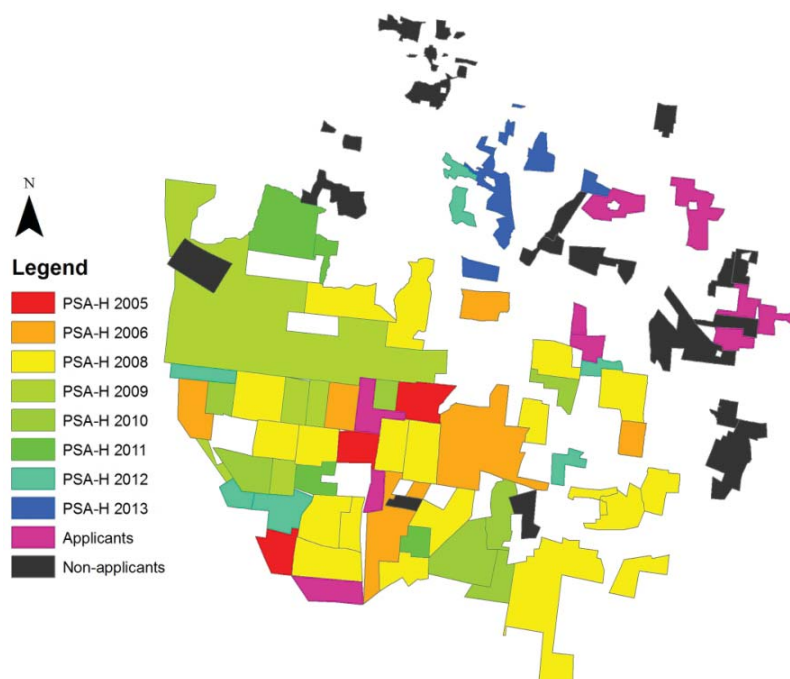 N
Legend
PSA-H 2005
PSA-H 2006
PSA-H 2008
PSA-H 2009
PSA-H 2010
PSA-H 2011
PSA-H 2012
PSA-H 2013
Applicants
Non-applicants